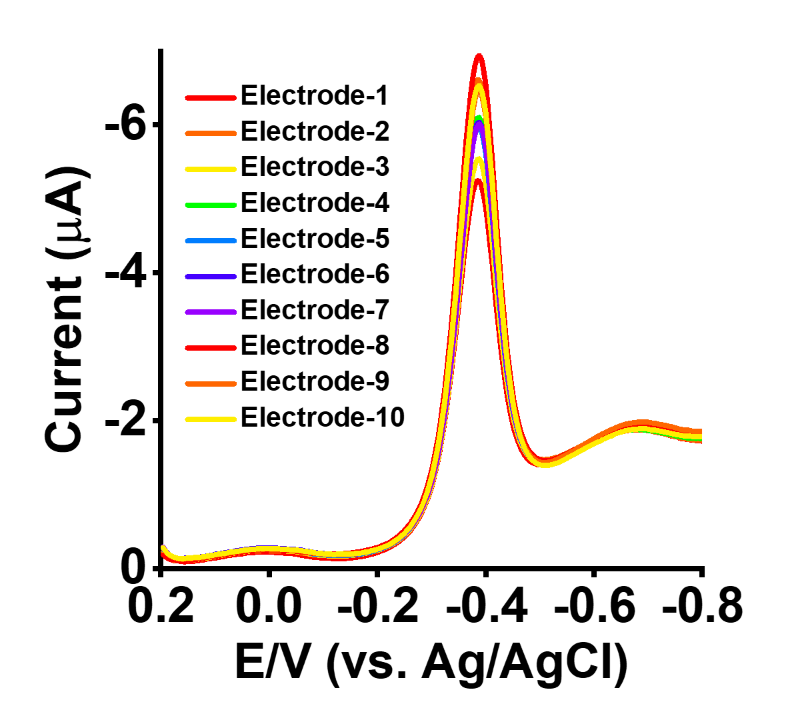 Electrode-1
Electrode-2
Electrode-3
Electrode-4
Electrode-5
Electrode-6
Electrode-7
Electrode-8
Electrode-9
Electrode-10
Current (μA)
-6
-4
-2
0
0.2 0.0 -0.2 -0.4 -0.6 -0.8
E/V (vs. Ag/AgCl)